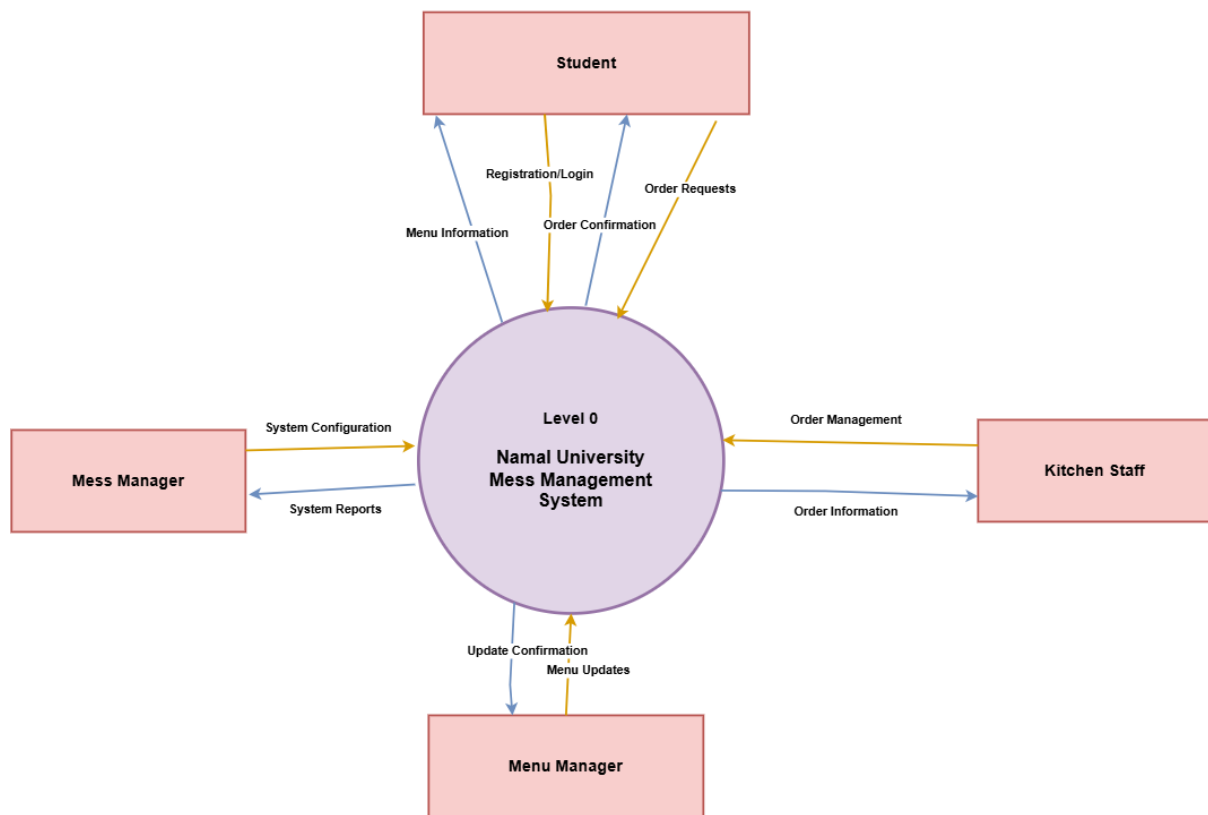 Student
Registration/Login
Order Requests
Order Confirmation
Menu Information
Level 0
Namal University
Mess Management
System
System Configuration
Mess Manager
System Reports
Order Management
Kitchen Staff
Order Information
Update Confirmation
Menu Updates
Menu Manager